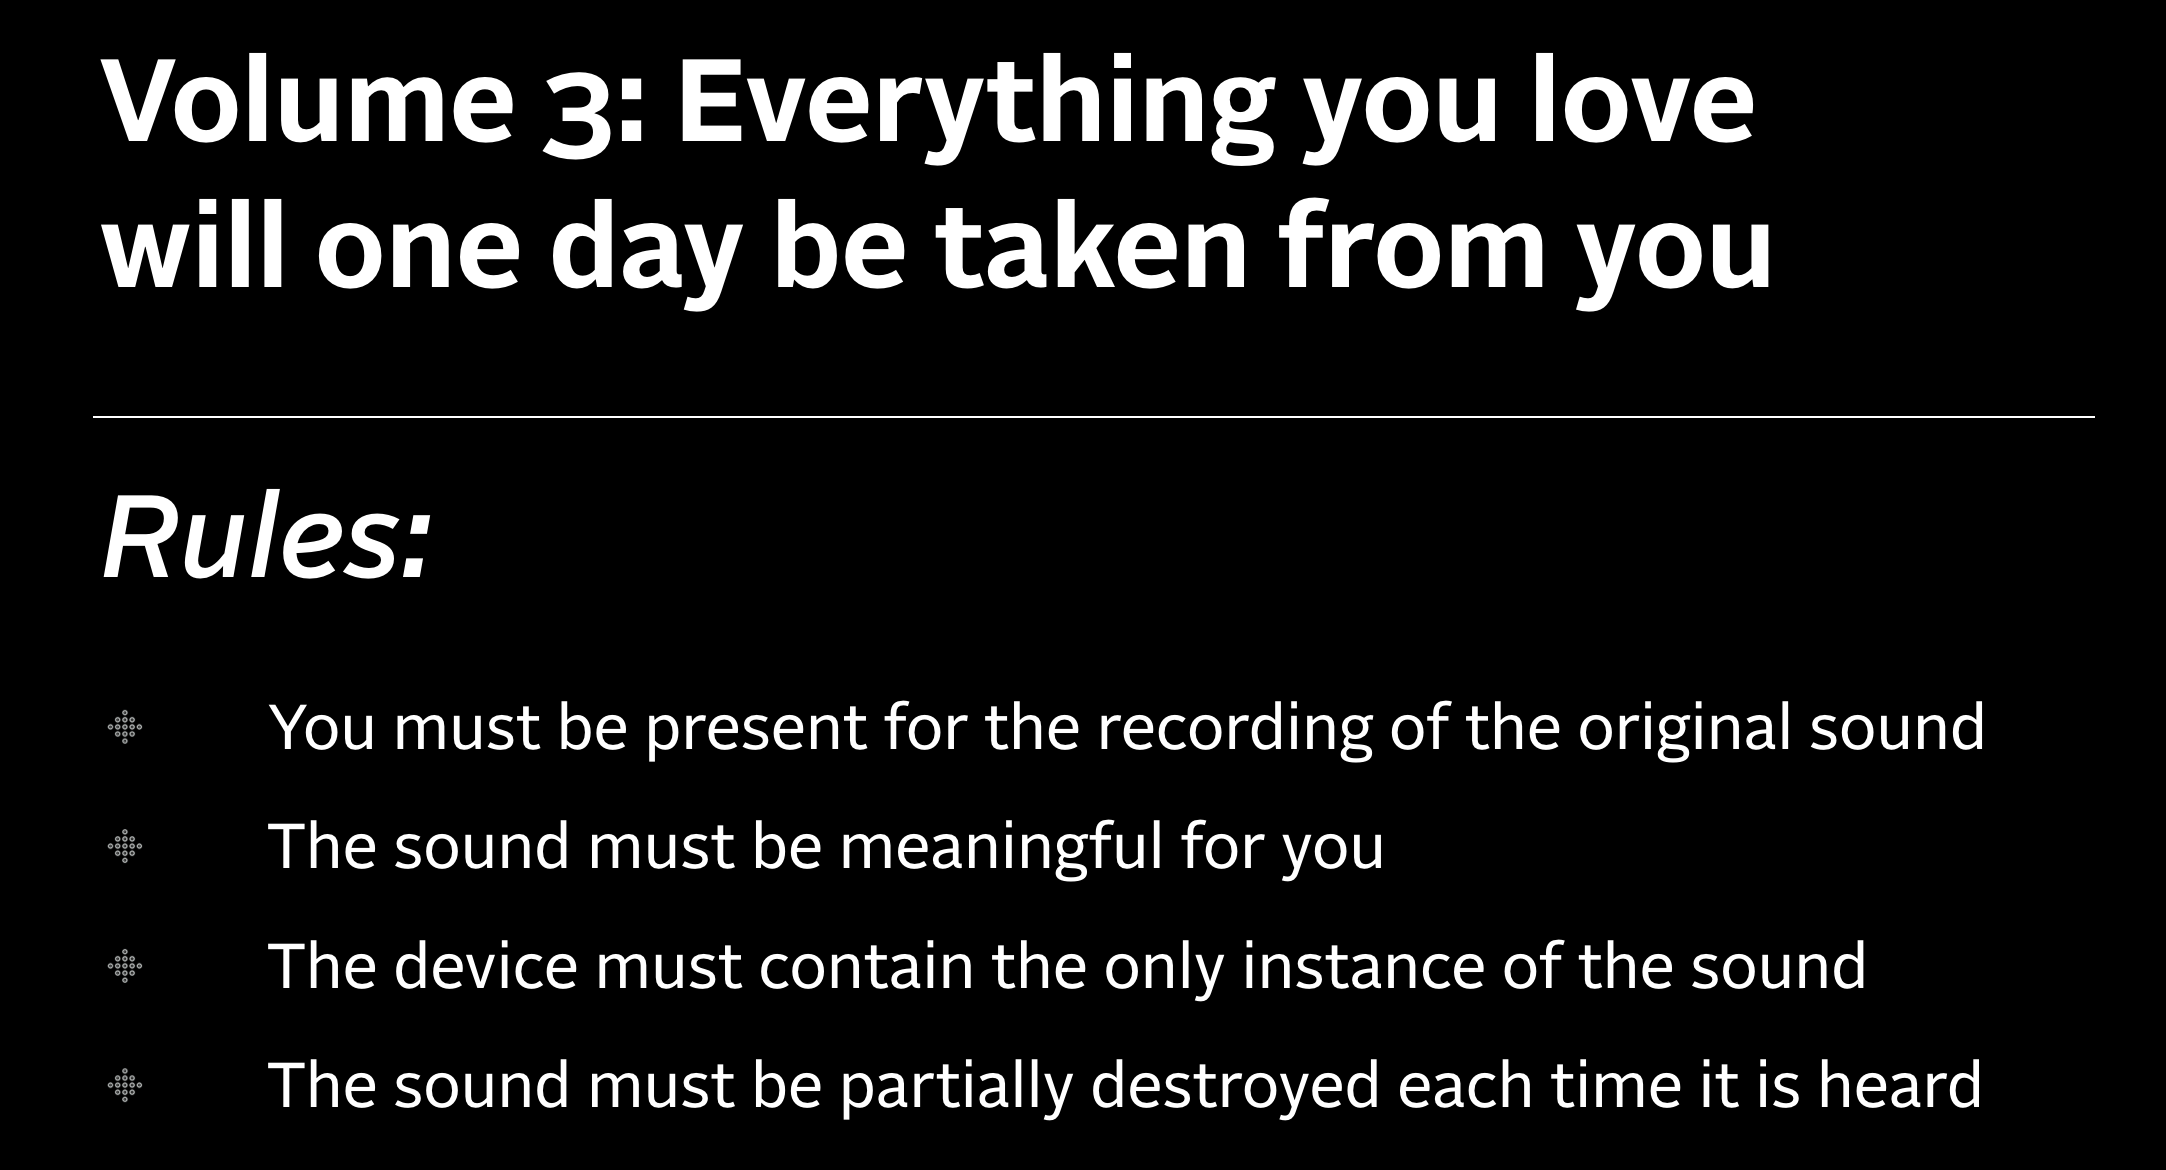 Volume 3: Everything you love
will one day be taken from you
Rules:
You must be present for the recording of the original sound
The sound must be meaningful for you
The device must contain the only instance of the sound
The sound must be partially destroyed each time it is heard